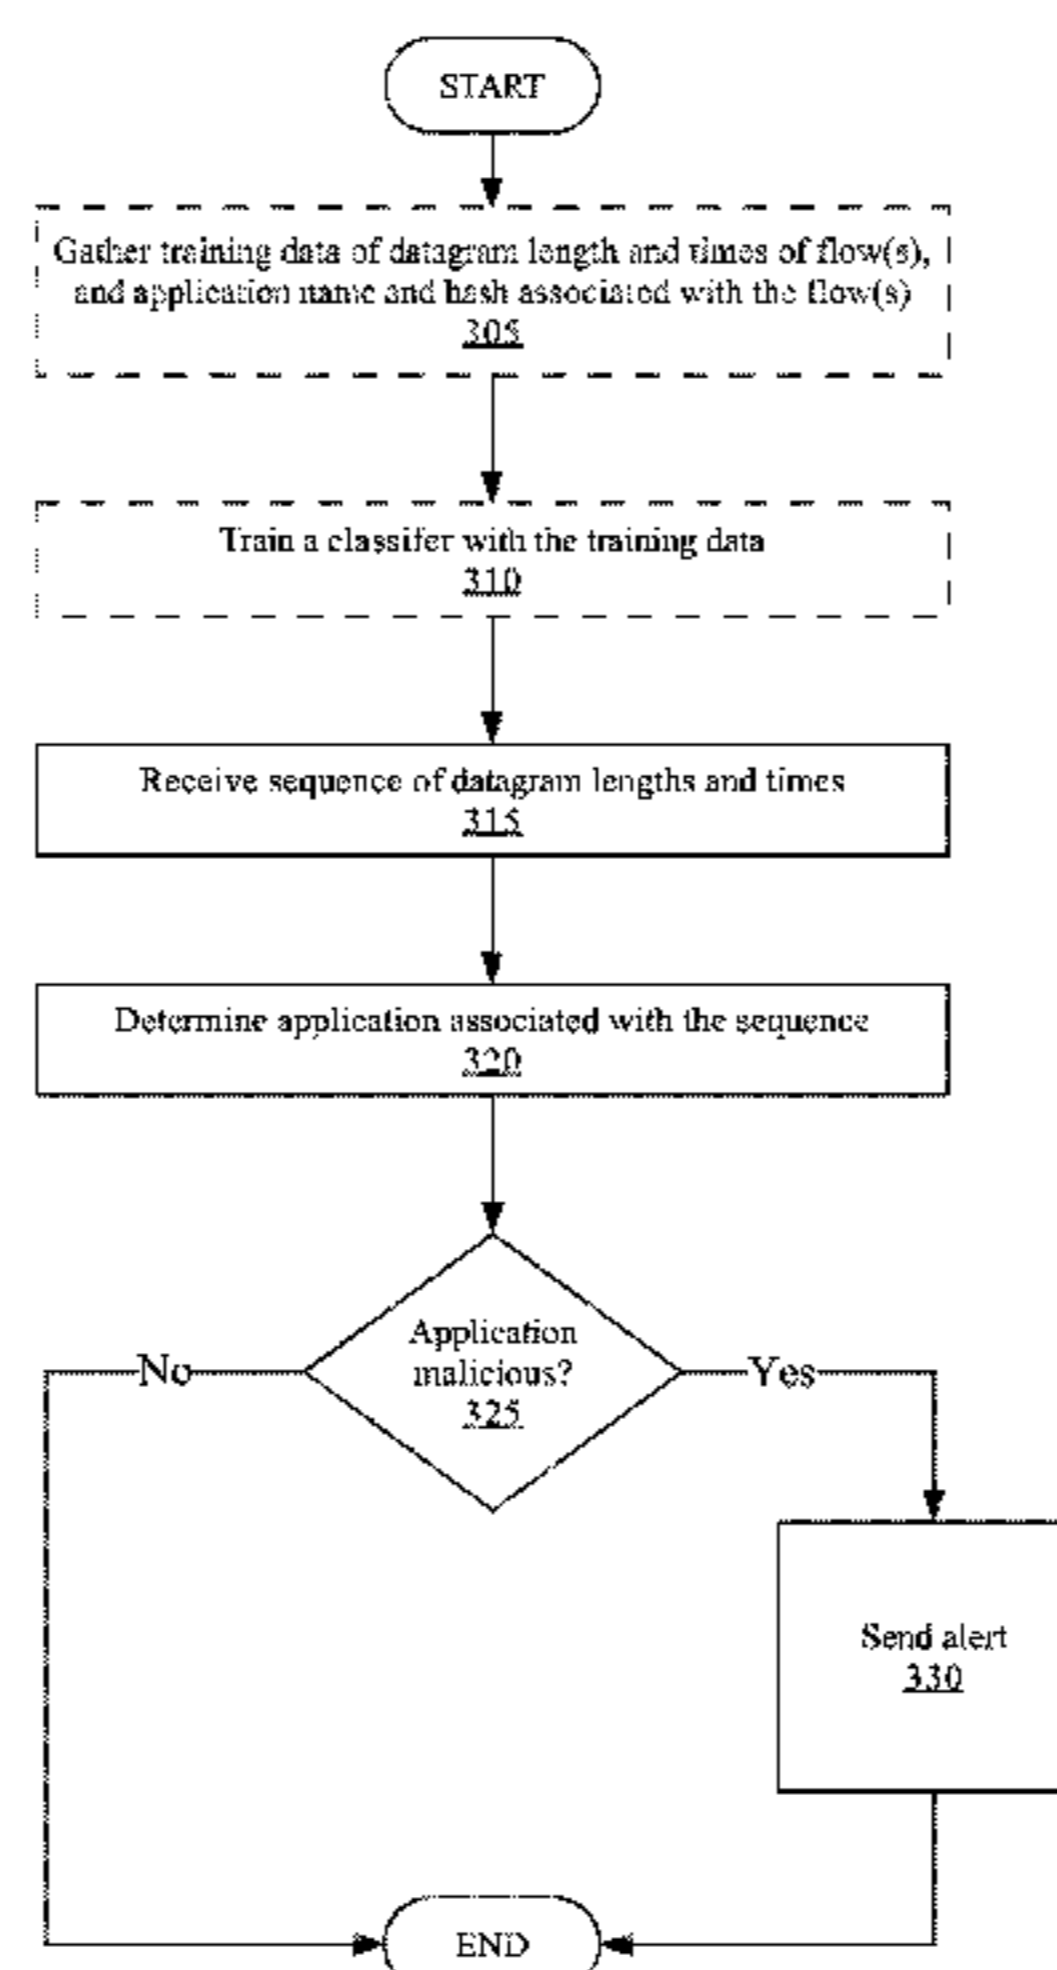 START
Gather training data of datagram length and times of flow(s),
and application name and hash associated with the flow(s)
305
Train a classifer with the training data
310
Receive sequence of datagram lengths and times
315
Determine application associated with the sequence
320
Application
malicious?
325
No
Yes
Send alert
330
END